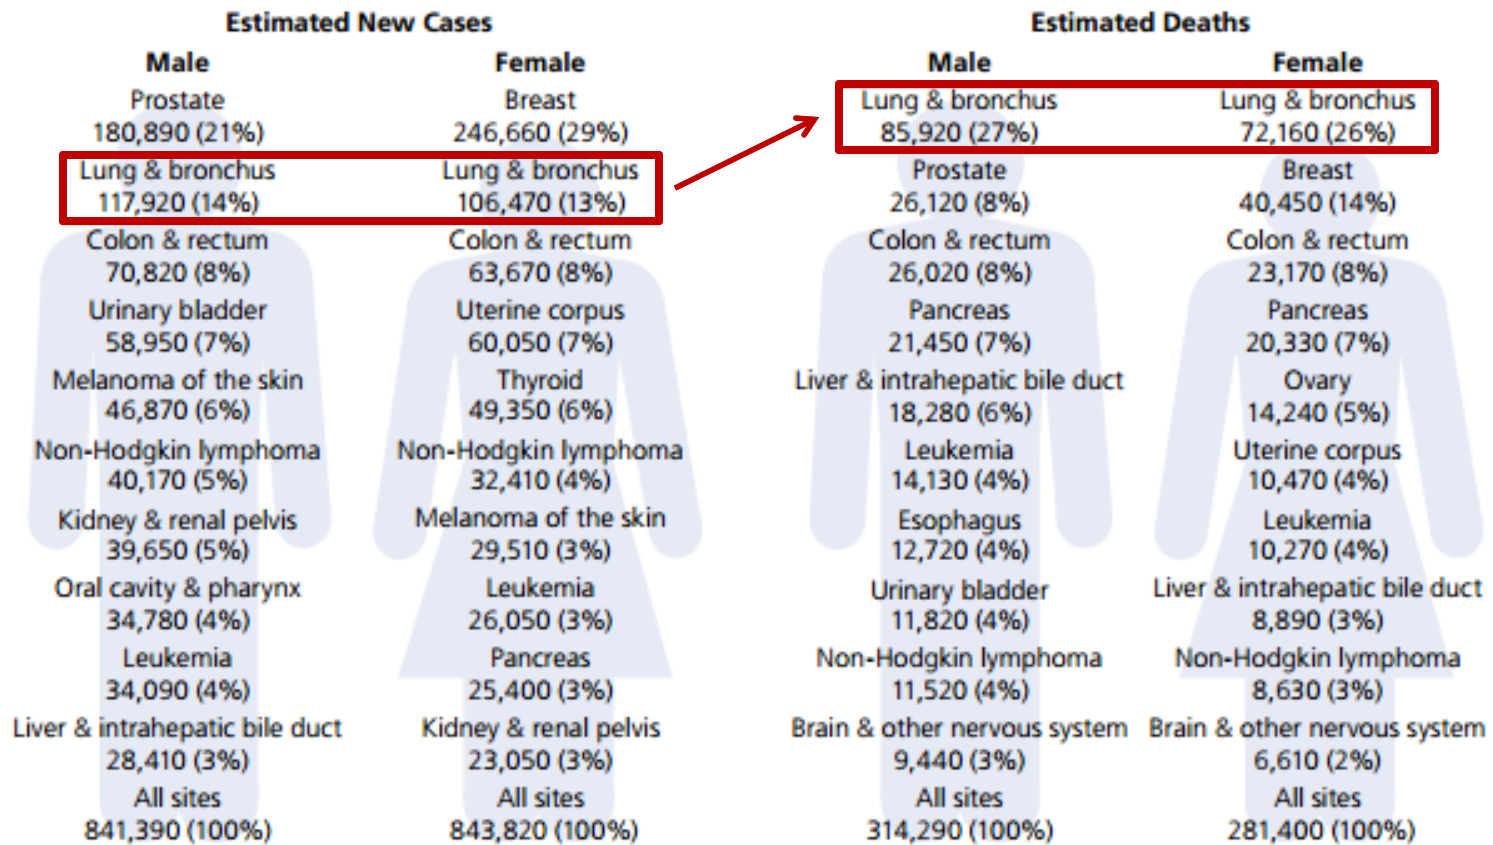 Estimated New Cases
Male
Prostate
180,890 (21%)
Lung & bronchus
117,920 (14%)
Colon & rectum
70,820 (8%)
Urinary bladder
58,950 (7%)
Melanoma of the skin
46,870 (6%)
Non-Hodgkin lymphoma
40,170 (5%)
Kidney & renal pelvis
39,650 (5%)
Oral cavity & pharynx
34,780 (4%)
Leukemia
34,090 (4%)
Liver & intrahepatic bile duct
28,410 (3%)
All sites
841,390 (100%)
Female
Breast
246,660 (29%)
Lung & bronchus
106,470 (13%)
Colon & rectum
63,670 (8%)
Uterine corpus
60,050 (7%)
Thyroid
49,350 (6%)
Non-Hodgkin lymphoma
32,410 (4%)
Melanoma of the skin
29,510 (3%)
Leukemia
26,050 (3%)
Pancreas
25,400 (3%)
Kidney & renal pelvis
23,050 (3%)
All sites
843,820 (100%)
Estimated Deaths
Male
Lung & bronchus
85,920 (27%)
Prostate
26,120 (8%)
Colon & rectum
26,020 (8%)
Pancreas
21,450 (7%)
Liver & intrahepatic bile duct
18,280 (6%)
Leukemia
14,130 (4%)
Esophagus
12,720 (4%)
Urinary bladder
11,820 (4%)
Non-Hodgkin lymphoma
11,520 (4%)
Brain & other nervous system
9,440 (3%)
All sites
314,290 (100%)
Female
Lung & bronchus
72,160 (26%)
Breast
40,450 (14%)
Colon & rectum
23,170 (8%)
Pancreas
20,330 (7%)
Ovary
14,240 (5%)
Uterine corpus
10,470 (4%)
Leukemia
10,270 (4%)
Liver & intrahepatic bile duct
8,890 (3%)
Non-Hodgkin lymphoma
8,630 (3%)
Brain & other nervous system
6,610 (2%)
All sites
281,400 (100%)